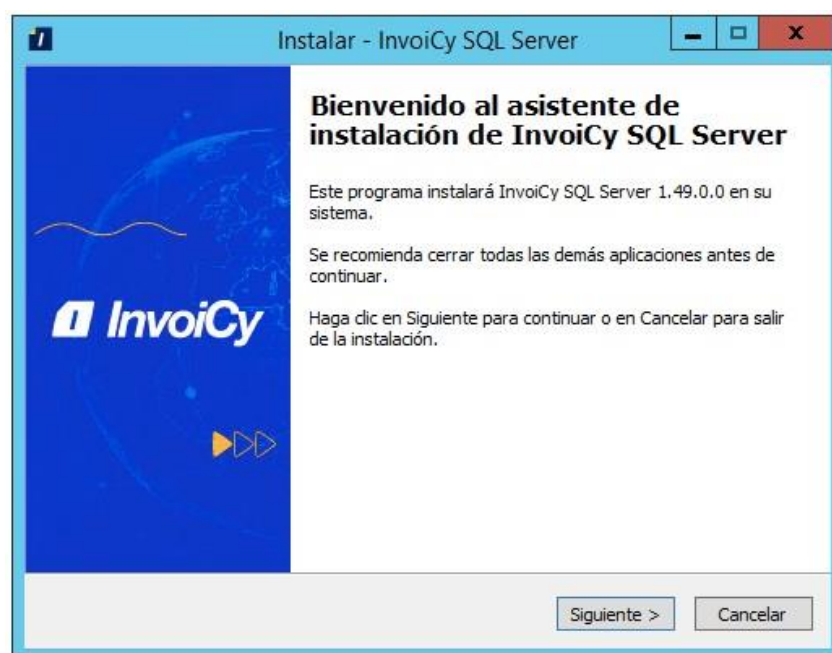 Instalar - InvoiCy SQL Server
Bienvenido al asistente de
instalación de InvoiCy SQL Server
Este programa instalará InvoiCy SQL Server 1.49.0.0 en su
sistema.
Se recomienda cerrar todas las demás aplicaciones antes de
continuar.
Haga clic en Siguiente para continuar o en Cancelar para salir
de la instalación.
InvoiCy
Siguiente >
Cancelar